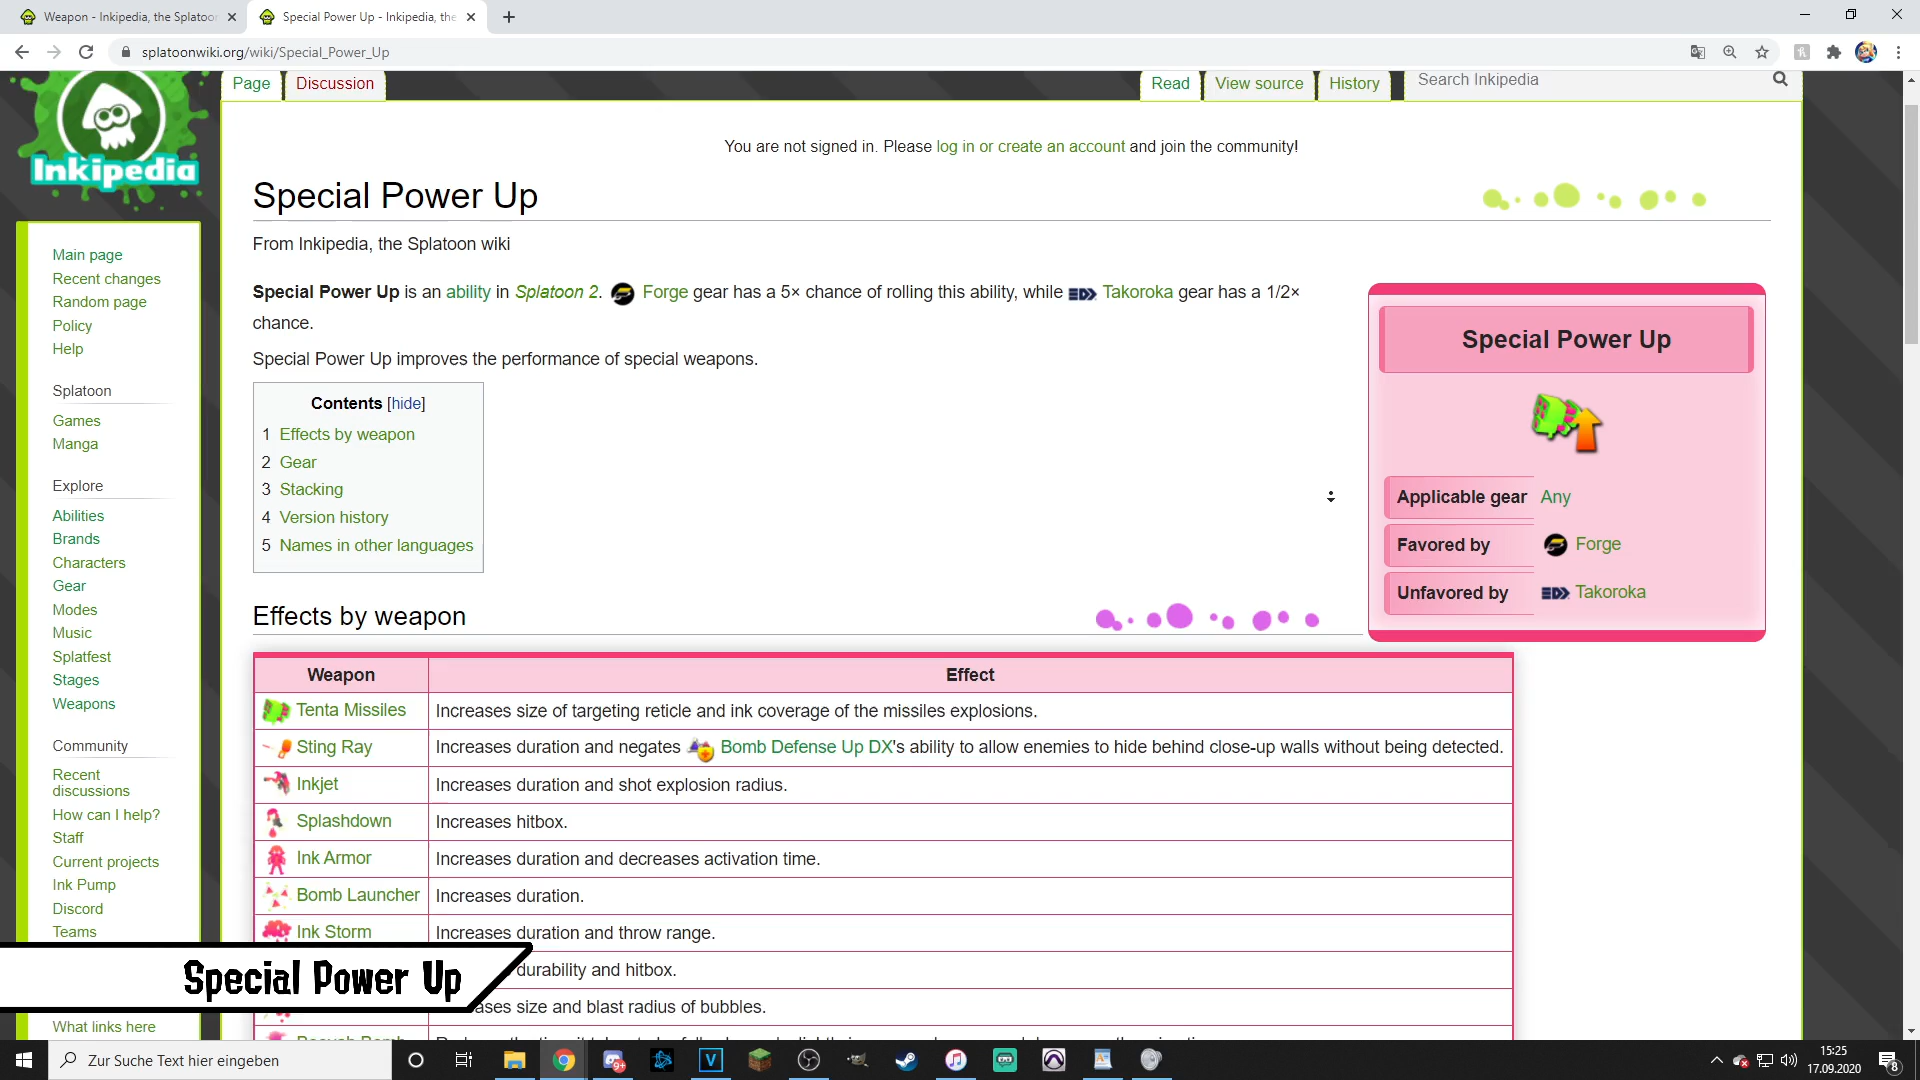 Weapon - Inkipedia, the Splatoon
Special Power Up - Inkipedia, the
splatoonwiki.org/wiki/Special_Power_Up
Inkipedia
Page
Discussion
Read
View source
History
Search Inkipedia
You are not signed in. Please log in or create an account and join the community!
Special Power Up
From Inkipedia, the Splatoon wiki
Special Power Up is an ability in Splatoon 2. Forge gear has a 5× chance of rolling this ability, while Takoroka gear has a 1/2×
chance.
Special Power Up improves the performance of special weapons.
Contents [hide]
1 Effects by weapon
2 Gear
3 Stacking
4 Version history
5 Names in other languages
Special Power Up
Applicable gear Any
Favored by Forge
Unfavored by Takoroka
Main page
Recent changes
Random page
Policy
Help
Splatoon
Games
Manga
Explore
Abilities
Brands
Characters
Gear
Modes
Music
Splatfest
Stages
Weapons
Community
Recent
discussions
How can I help?
Staff
Current projects
Ink Pump
Discord
Teams
What links here
Effects by weapon
Weapon Effect
Tenta Missiles Increases size of targeting reticle and ink coverage of the missiles explosions.
Sting Ray Increases duration and negates Bomb Defense Up DX's ability to allow enemies to hide behind close-up walls without being detected.
Inkjet Increases duration and shot explosion radius.
Splashdown Increases hitbox.
Ink Armor Increases duration and decreases activation time.
Bomb Launcher Increases duration.
Ink Storm Increases duration and throw range.
durability and hitbox.
size and blast radius of bubbles.
Special Power Up
Zur Suche Text hier eingeben
9+
15:25
17.09.2020
8